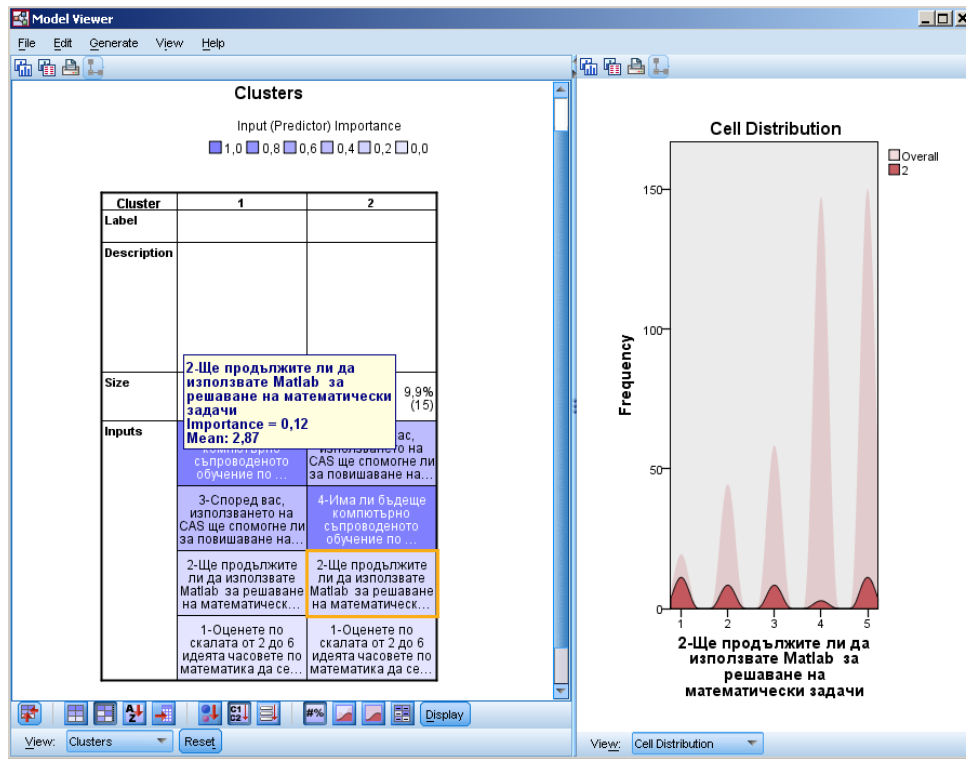 Model Viewer
File Edit Generate View Help
Clusters
Input (Predictor) Importance
1,0 0,8 0,6 0,4 0,2 0,0
Cluster 1 2
Label
Description
2-Ще продължите ли да
използвате Matlab за
решаване на математически
задачи
Importance = 0,12
Mean: 2,87
Size
9,9%
(15)
Inputs
съпроводеното
обучение по ...
ас,
използването на
CAS ще спомогне ли
за повишаване на...
3-Според вас,
използването на
CAS ще спомогне ли
за повишаване на...
4-Има ли бъдеще
компютърно
съпроводеното
обучение по ...
2-Ще продължите
ли да използвате
Matlab за решаване
на математическ...
2-Ще продължите
ли да използвате
Matlab за решаване
на математическ...
1-Оценете по
скалата от 2 до 6
идеята часовете по
математика да се...
1-Оценете по
скалата от 2 до 6
идеята часовете по
математика да се...
A Z
C1 C2
#%
Display
View: Clusters Reset
Cell Distribution
Overall
2
Frequency
150
100
50
0
1 2 3 4 5
2-Ще продължите ли да
използвате Matlab за
решаване на
математически задачи
View: Cell Distribution